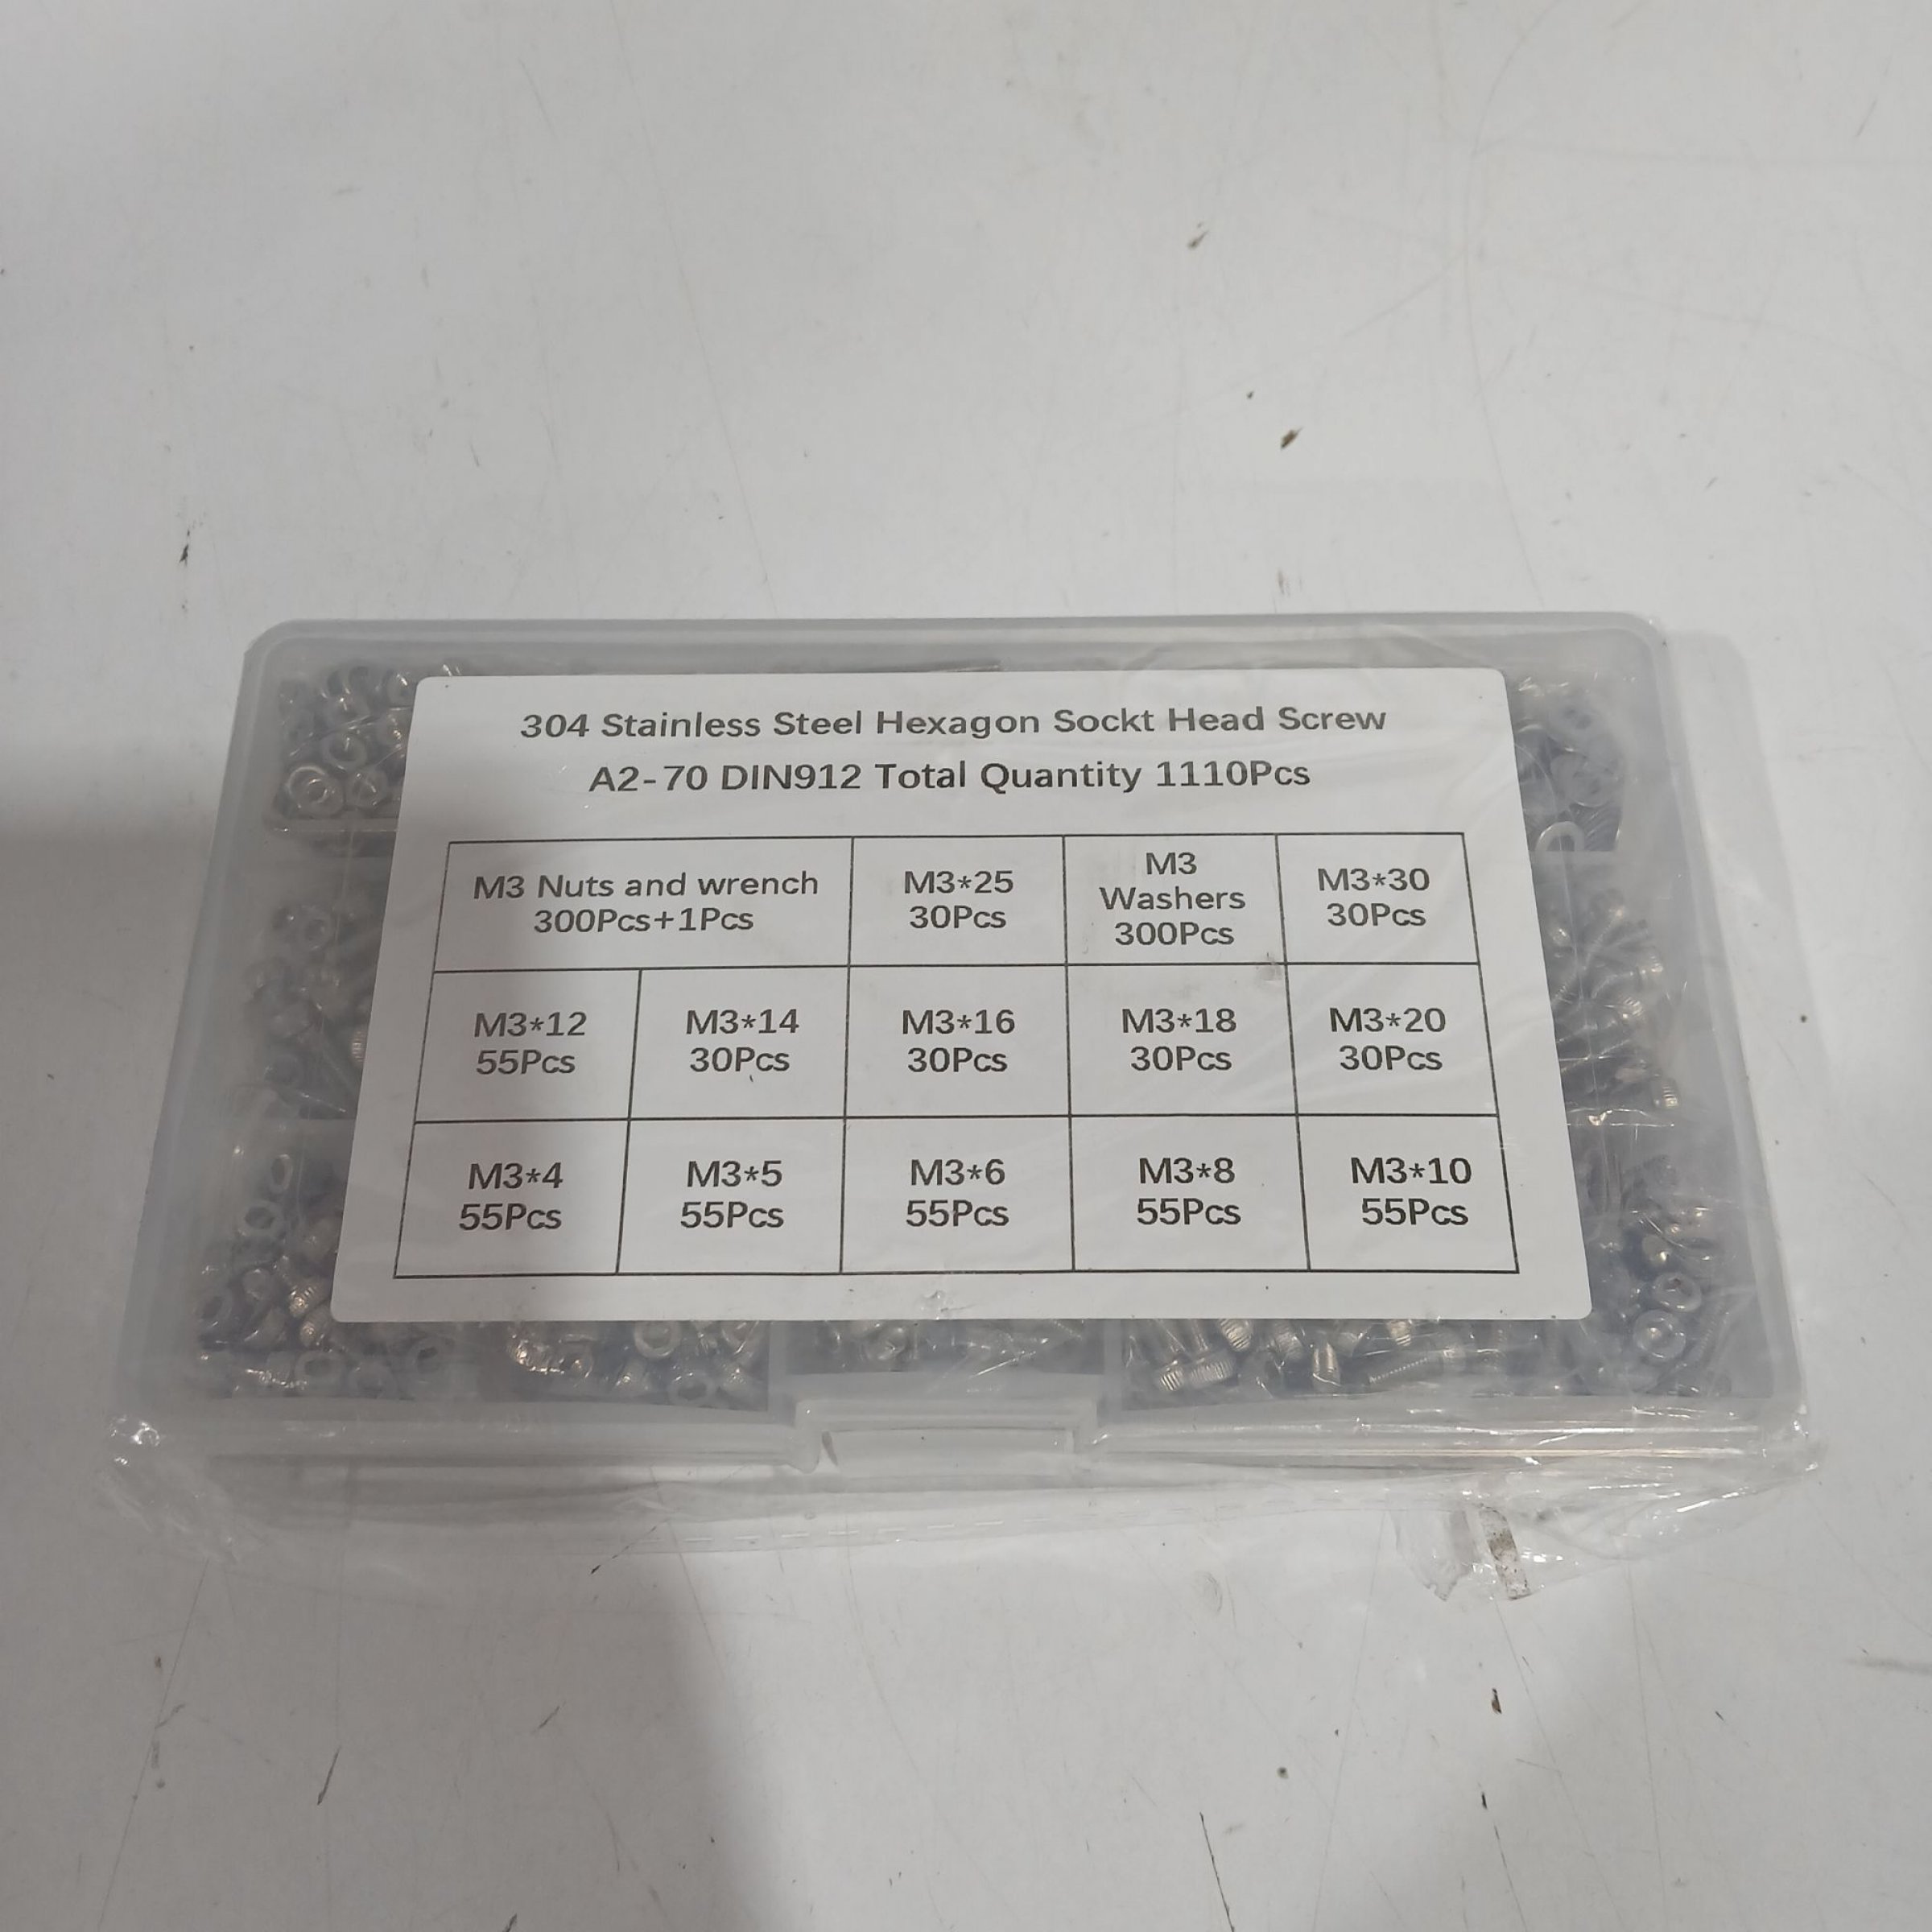 304 Stainless Steel Hexagon Sockt Head Screw
A2-70 DIN912 Total Quantity 1110Pcs
M3 Nuts and wrench
300Pcs+1Pcs
M3*25
30Pcs
M3
Washers
300Pcs
M3*30
30Pcs
M3*12
55Pcs
M3*14
30Pcs
M3*16
30Pcs
M3*18
30Pcs
M3*20
30Pcs
M3*4
55Pcs
M3*5
55Pcs
M3*6
55Pcs
M3*8
55Pcs
M3*10
55Pcs